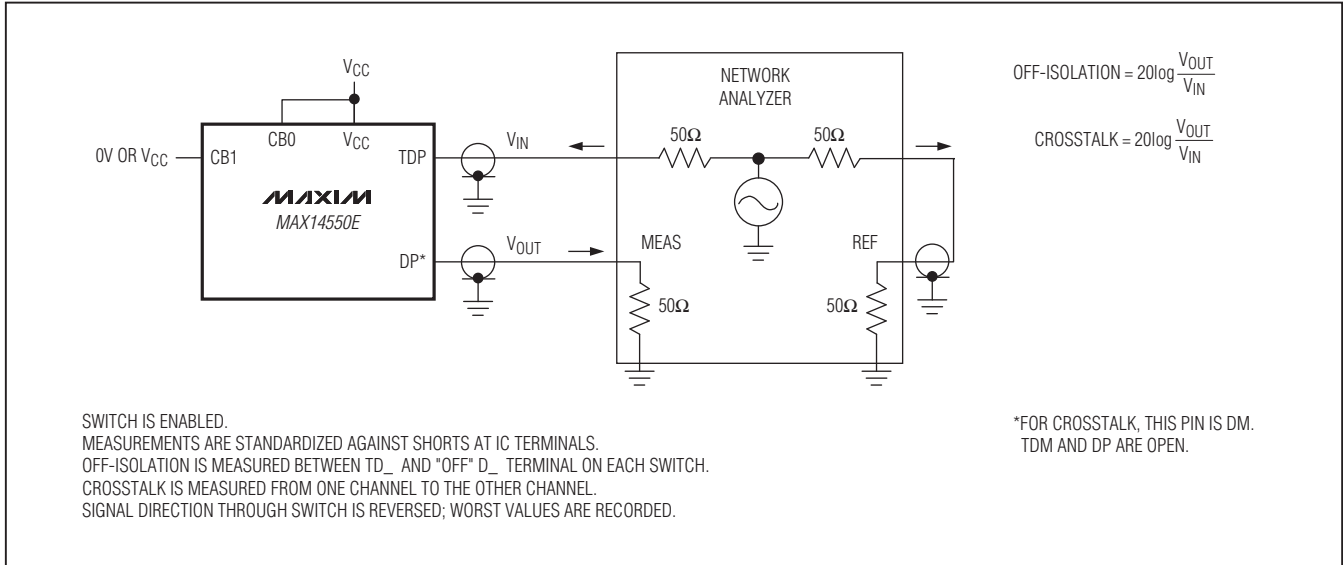 VCC
NETWORK
ANALYZER
OFF-ISOLATION = 20log VOUT
VIN
CROSSTALK = 20log VOUT
VIN
0V OR VCC
CB1
CB0
VCC
TDP
VIN
50Ω
50Ω
MAXIM
MAX14550E
DP*
VOUT
MEAS
REF
50Ω
50Ω
SWITCH IS ENABLED.
MEASUREMENTS ARE STANDARDIZED AGAINST SHORTS AT IC TERMINALS.
OFF-ISOLATION IS MEASURED BETWEEN TD_ AND "OFF" D_ TERMINAL ON EACH SWITCH.
CROSSTALK IS MEASURED FROM ONE CHANNEL TO THE OTHER CHANNEL.
SIGNAL DIRECTION THROUGH SWITCH IS REVERSED; WORST VALUES ARE RECORDED.
*FOR CROSSTALK, THIS PIN IS DM.
TDM AND DP ARE OPEN.